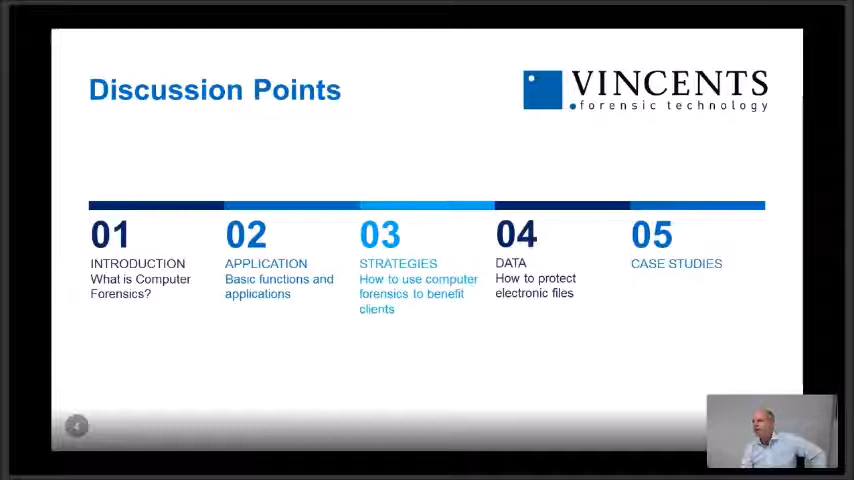 Discussion Points
VINCENTS
forensic technology
01
INTRODUCTION
What is Computer
Forensics?
02
APPLICATION
Basic functions and
applications
03
STRATEGIES
How to use computer
forensics to benefit
clients
04
DATA
How to protect
electronic files
05
CASE STUDIES
4